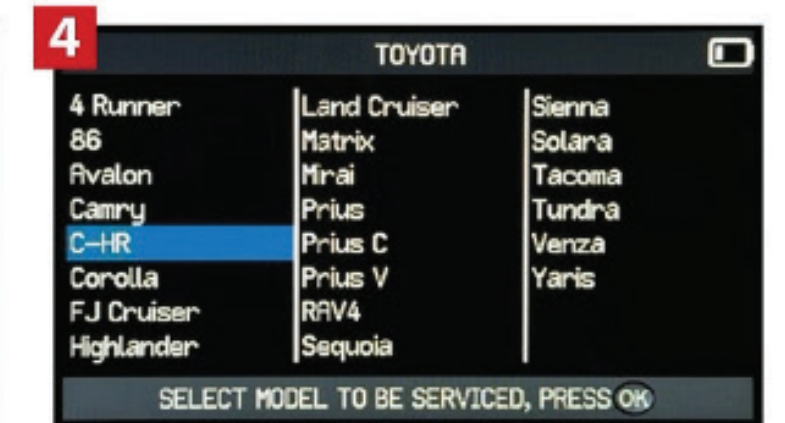 4
TOYOTA
4 Runner
86
Avalon
Camry
C-HR
Corolla
FJ Cruiser
Highlander
Land Cruiser
Matrix
Mirai
Prius
Prius C
Prius V
RAV4
Sequoia
Sienna
Solara
Tacoma
Tundra
Venza
Yaris
SELECT MODEL TO BE SERVICED, PRESS OK